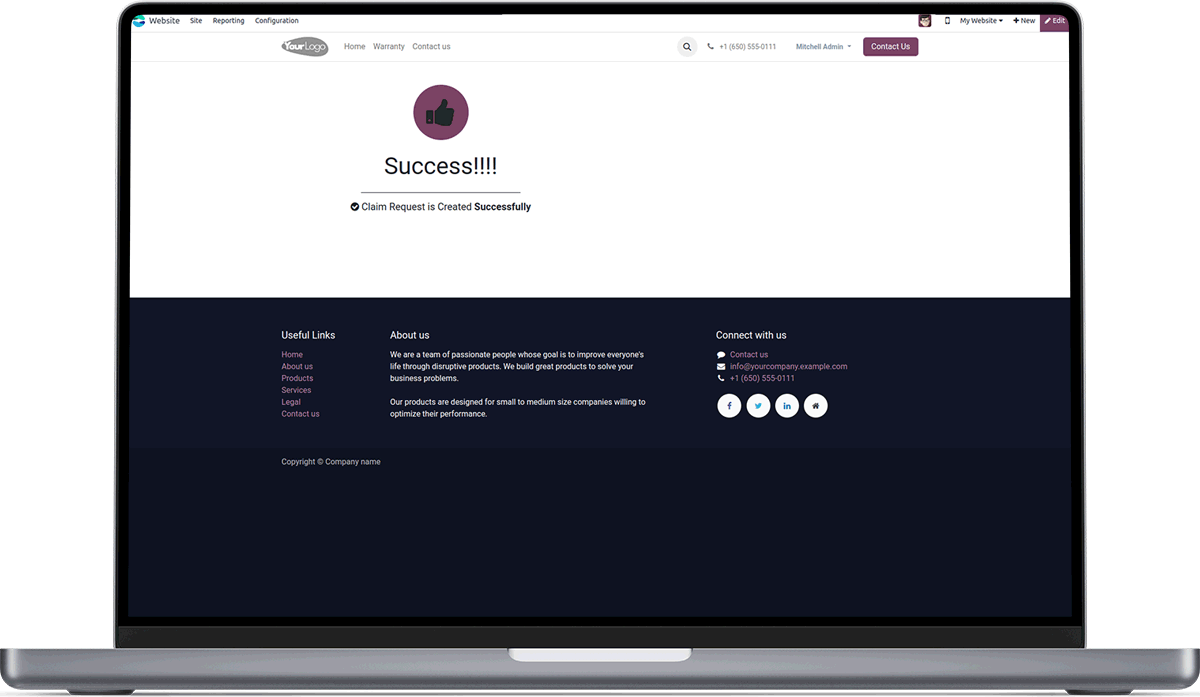 Website Site Reporting Configuration My Website New Edit
YourLogo Home Warranty Contact us +1 (650) 555-0111 Mitchell Admin Contact Us
Success!!!!
Claim Request is Created Successfully
Useful Links
Home
About us
Products
Services
Legal
Contact us
About us
We are a team of passionate people whose goal is to improve everyone's
life through disruptive products. We build great products to solve your
business problems.
Our products are designed for small to medium size companies willing to
optimize their performance.
Connect with us
Contact us
info@yourcompany.example.com
+1 (650) 555-0111
Copyright © Company name